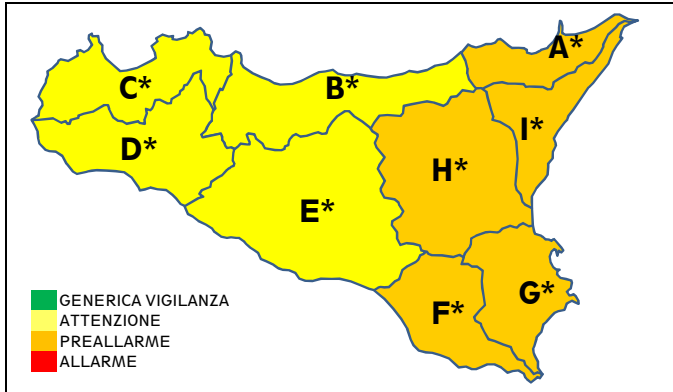 A*
C*
B*
I*
D*
H*
E*
G*
F*
GENERICA VIGILANZA
ATTENZIONE
PREALLARME
ALLARME